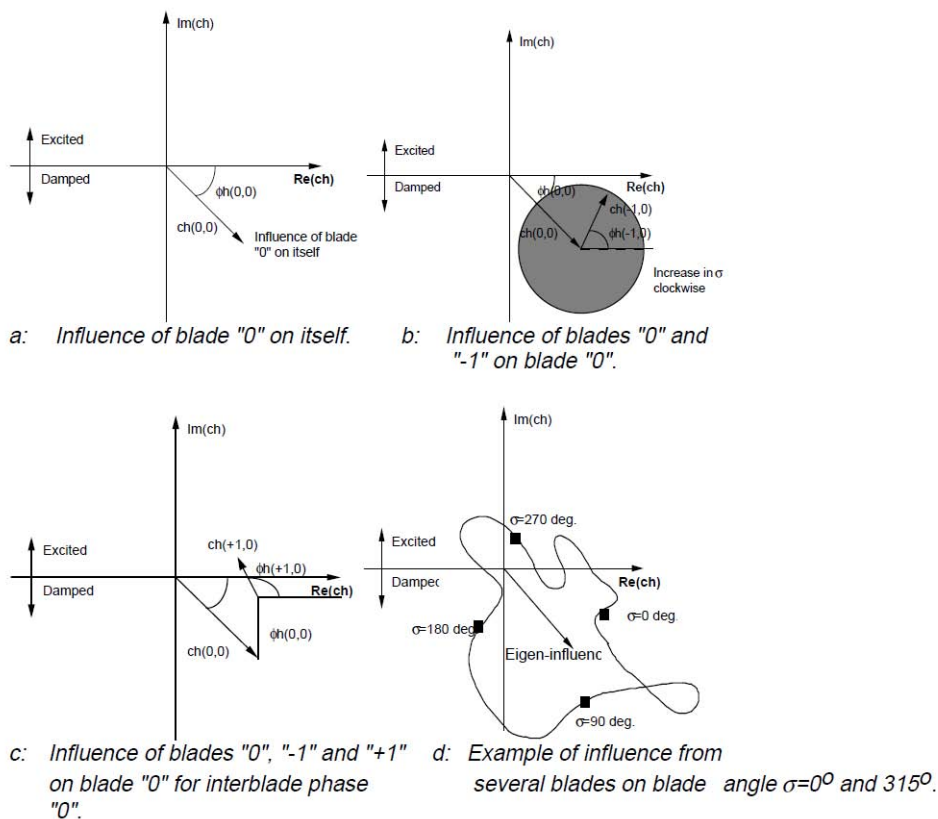 Im(ch)
Excited
Damped
Re(ch)
ϕh(0,0)
ch(0,0)
Influence of blade
"0" on itself
a: Influence of blade "0" on itself.
Im(ch)
Excited
Damped
Re(ch)
ϕh(0,0)
ch(-1,0)
ch(0,0)
ϕh(-1,0)
Increase in σ
clockwise
b: Influence of blades "0" and
"-1" on blade "0".
Im(ch)
Excited
Damped
ch(+1,0)
ϕh(+1,0)
Re(ch)
ch(0,0)
ϕh(0,0)
c: Influence of blades "0", "-1" and "+1"
on blade "0" for interblade phase
"0".
Im(ch)
σ=270 deg.
Excited
Damped
Re(ch)
σ=0 deg.
σ=180 deg.
Eigen-influenc
σ=90 deg.
d: Example of influence from
several blades on blade angle σ=0º and 315º.